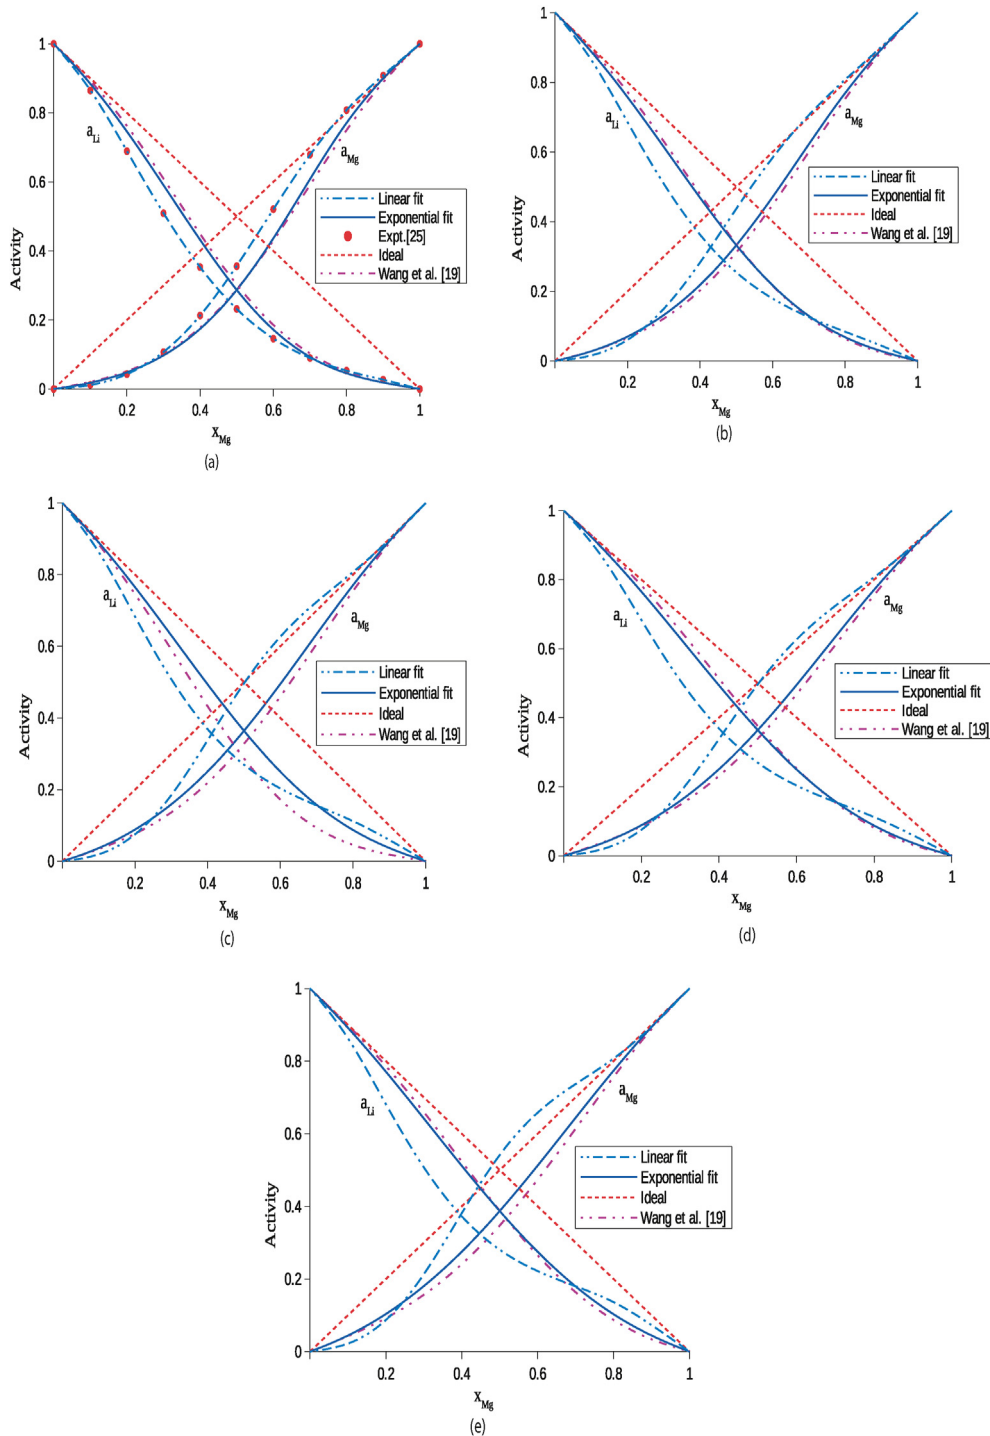 1
0.8
0.6
0.4
0.2
0
0.2
0.4
0.6
0.8
1
Activity
x_Mg
a_Li
a_Mg
Linear fit
Exponential fit
Expt.[25]
Ideal
Wang et al. [19]
(a)
1
0.8
0.6
0.4
0.2
0
0.2
0.4
0.6
0.8
1
Activity
x_Mg
a_Li
a_Mg
Linear fit
Exponential fit
Ideal
Wang et al. [19]
(b)
1
0.8
0.6
0.4
0.2
0
0.2
0.4
0.6
0.8
1
Activity
x_Mg
a_Li
a_Mg
Linear fit
Exponential fit
Ideal
Wang et al. [19]
(c)
1
0.8
0.6
0.4
0.2
0
0.2
0.4
0.6
0.8
1
Activity
x_Mg
a_Li
a_Mg
Linear fit
Exponential fit
Ideal
Wang et al. [19]
(d)
1
0.8
0.6
0.4
0.2
0
0.2
0.4
0.6
0.8
1
Activity
x_Mg
a_Li
a_Mg
Linear fit
Exponential fit
Ideal
Wang et al. [19]
(e)